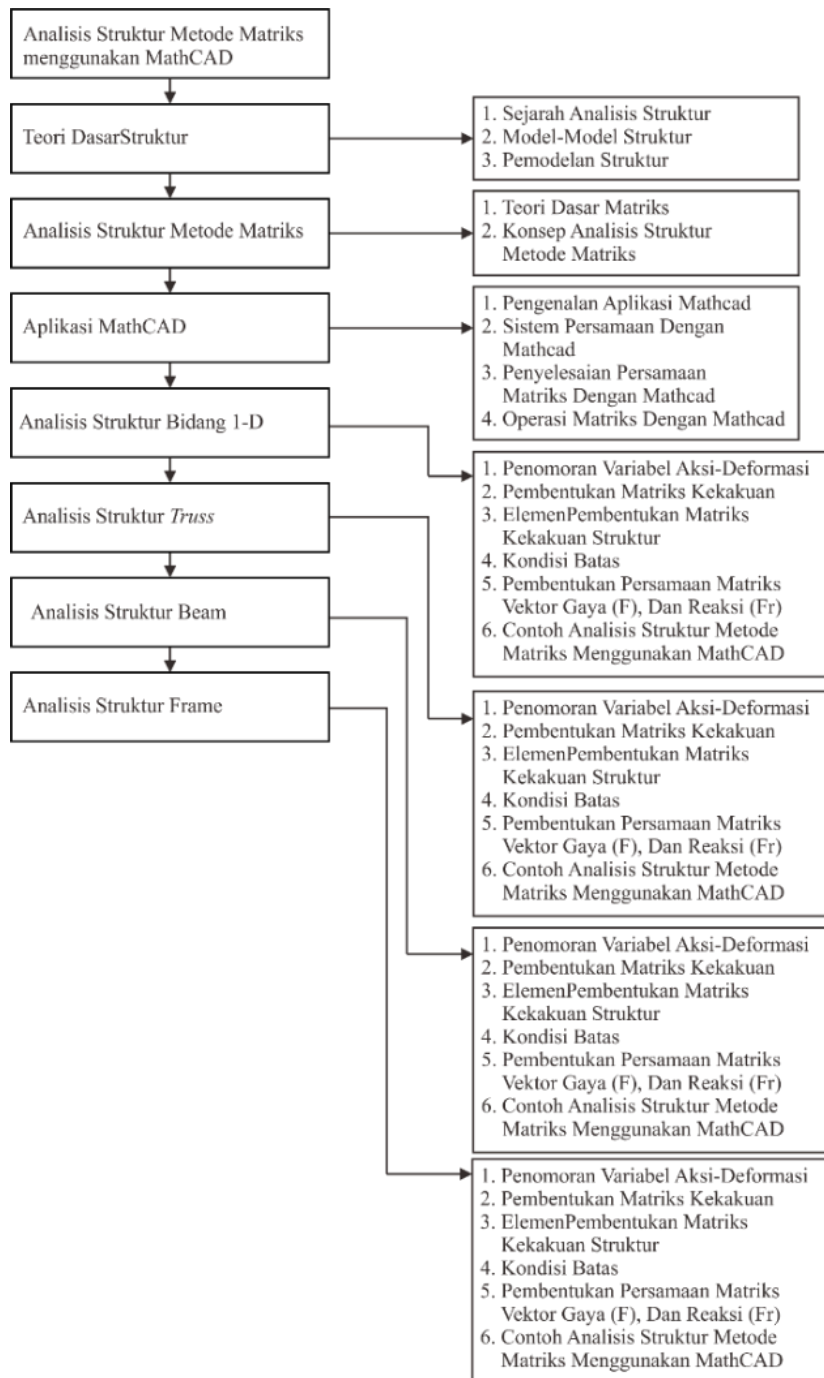 Analisis Struktur Metode Matriks
menggunakan MathCAD
Teori DasarStruktur
1. Sejarah Analisis Struktur
2. Model-Model Struktur
3. Pemodelan Struktur
Analisis Struktur Metode Matriks
1. Teori Dasar Matriks
2. Konsep Analisis Struktur
Metode Matriks
Aplikasi MathCAD
1. Pengenalan Aplikasi Mathcad
2. Sistem Persamaan Dengan
Mathcad
3. Penyelesaian Persamaan
Matriks Dengan Mathcad
4. Operasi Matriks Dengan Mathcad
Analisis Struktur Bidang 1-D
1. Penomoran Variabel Aksi-Deformasi
2. Pembentukan Matriks Kekakuan
3. ElemenPembentukan Matriks
Kekakuan Struktur
4. Kondisi Batas
5. Pembentukan Persamaan Matriks
Vektor Gaya (F), Dan Reaksi (Fr)
6. Contoh Analisis Struktur Metode
Matriks Menggunakan MathCAD
Analisis Struktur Truss
1. Penomoran Variabel Aksi-Deformasi
2. Pembentukan Matriks Kekakuan
3. ElemenPembentukan Matriks
Kekakuan Struktur
4. Kondisi Batas
5. Pembentukan Persamaan Matriks
Vektor Gaya (F), Dan Reaksi (Fr)
6. Contoh Analisis Struktur Metode
Matriks Menggunakan MathCAD
Analisis Struktur Beam
1. Penomoran Variabel Aksi-Deformasi
2. Pembentukan Matriks Kekakuan
3. ElemenPembentukan Matriks
Kekakuan Struktur
4. Kondisi Batas
5. Pembentukan Persamaan Matriks
Vektor Gaya (F), Dan Reaksi (Fr)
6. Contoh Analisis Struktur Metode
Matriks Menggunakan MathCAD
Analisis Struktur Frame
1. Penomoran Variabel Aksi-Deformasi
2. Pembentukan Matriks Kekakuan
3. ElemenPembentukan Matriks
Kekakuan Struktur
4. Kondisi Batas
5. Pembentukan Persamaan Matriks
Vektor Gaya (F), Dan Reaksi (Fr)
6. Contoh Analisis Struktur Metode
Matriks Menggunakan MathCAD